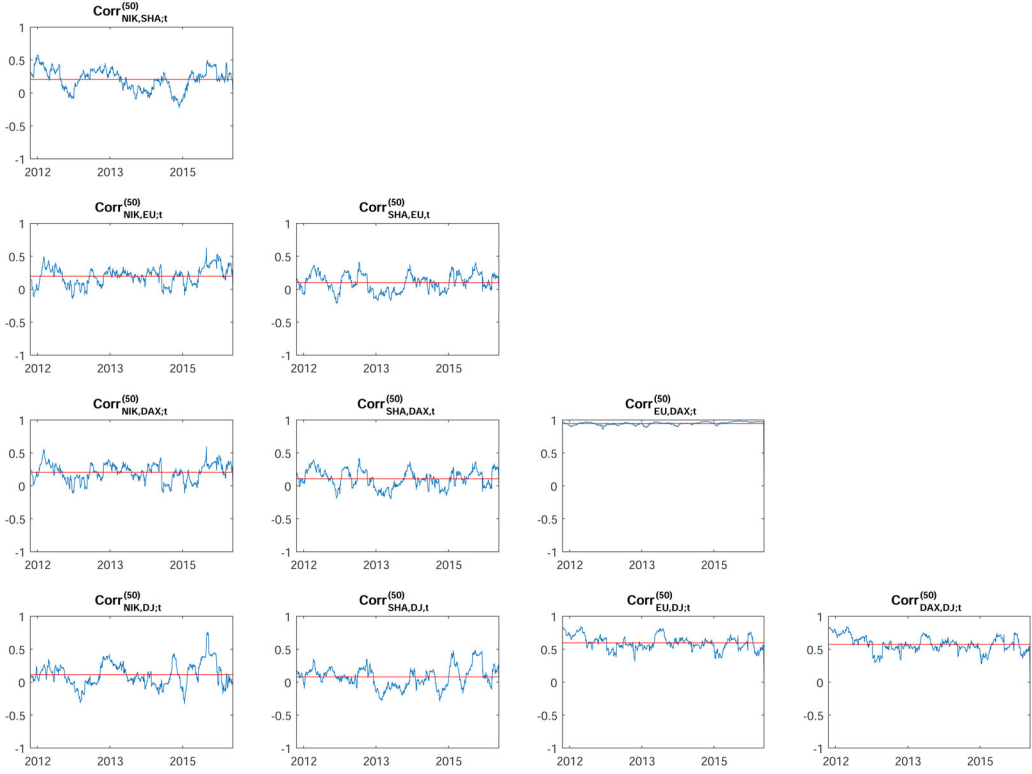 Corr(50)NIK,SHA;t
1
0.5
0
-0.5
-1
2012 2013 2015
Corr(50)NIK,EU;t Corr(50)SHA,EU,t
1 1
0.5 0.5
0 0
-0.5 -0.5
-1 -1
2012 2013 2015 2012 2013 2015
Corr(50)NIK,DAX;t Corr(50)SHA,DAX,t Corr(50)EU,DAX;t
1 1 1
0.5 0.5 0.5
0 0 0
-0.5 -0.5 -0.5
-1 -1 -1
2012 2013 2015 2012 2013 2015 2012 2013 2015
Corr(50)NIK,DJ;t Corr(50)SHA,DJ,t Corr(50)EU,DJ;t Corr(50)DAX,DJ;t
1 1 1 1
0.5 0.5 0.5 0.5
0 0 0 0
-0.5 -0.5 -0.5 -0.5
-1 -1 -1 -1
2012 2013 2015 2012 2013 2015 2012 2013 2015 2012 2013 2015